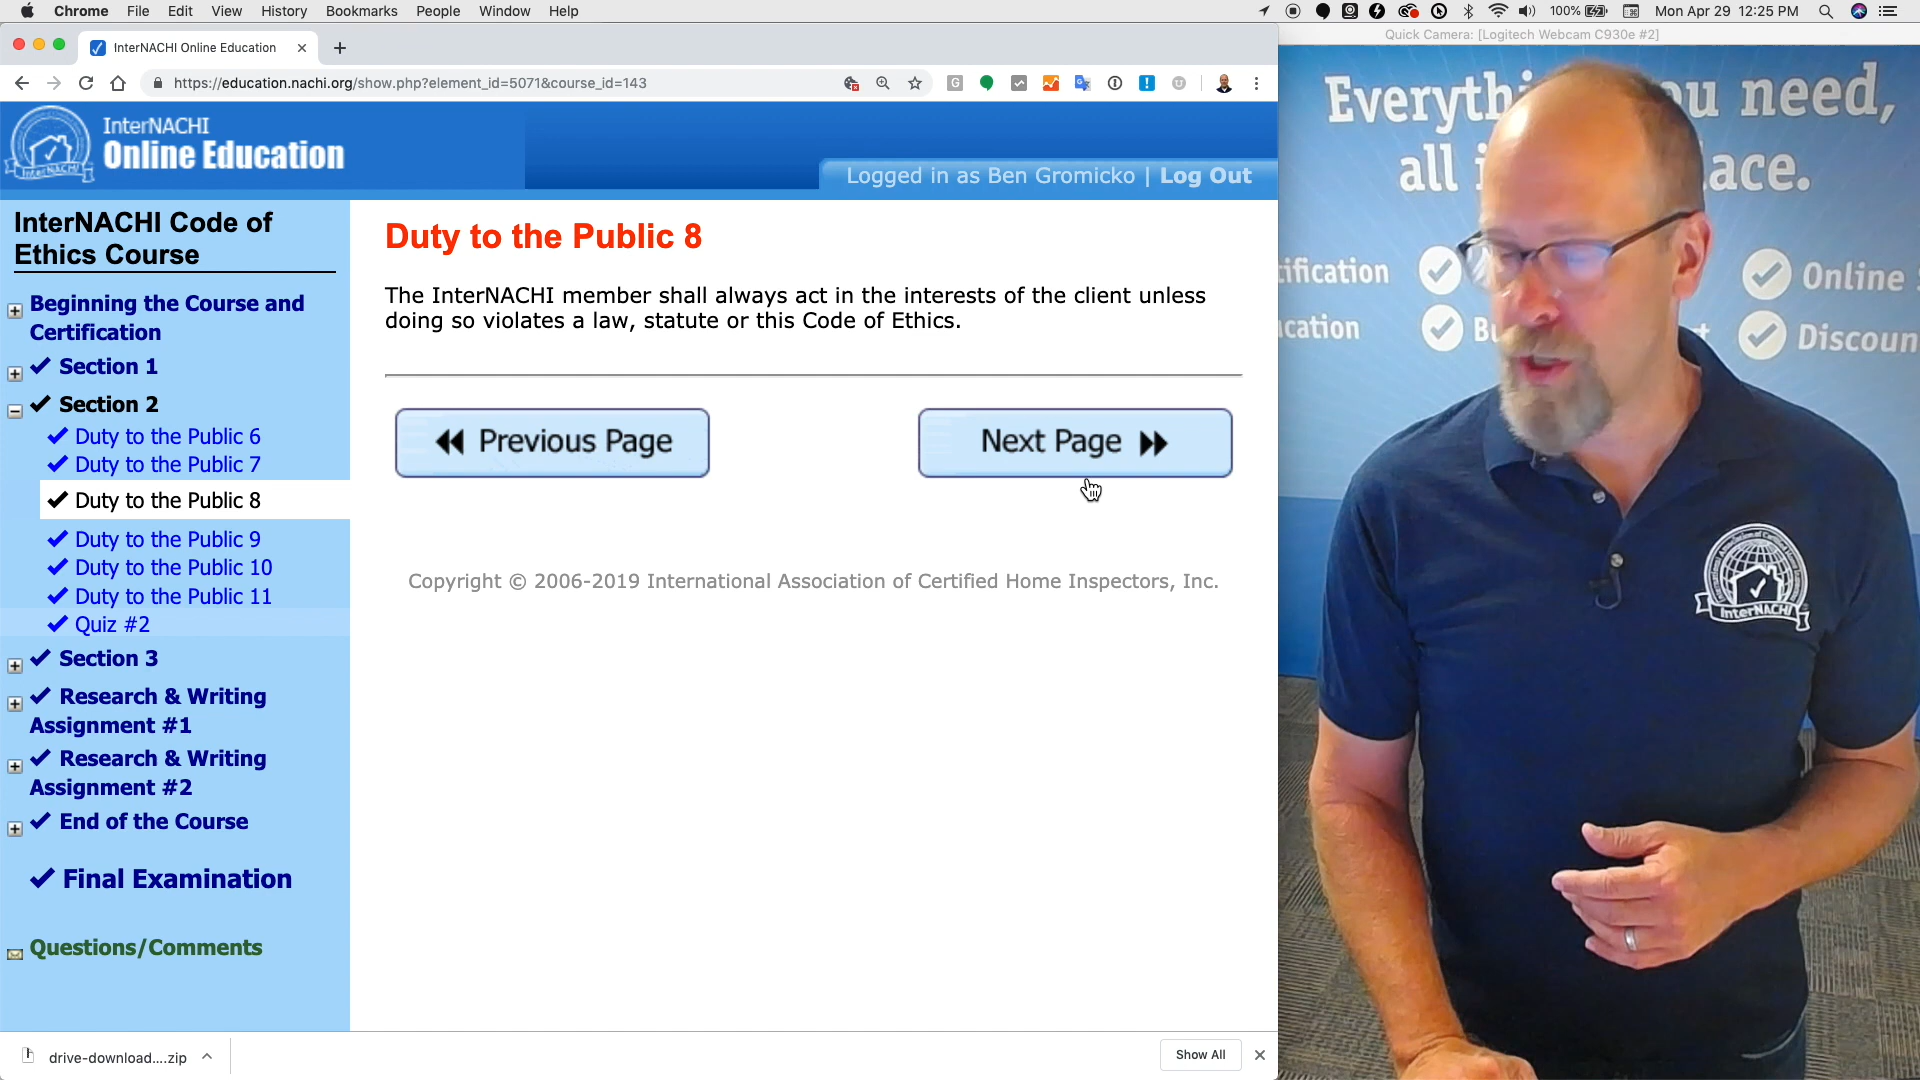 Chrome File Edit View History Bookmarks People Window Help
100% Mon Apr 29 12:25 PM
InterNACHI Online Education
Quick Camera: [Logitech Webcam C930e #2]
https://education.nachi.org/show.php?element_id=5071&course_id=143
InterNACHI
Online Education
Logged in as Ben Gromicko | Log Out
InterNACHI Code of
Ethics Course
Beginning the Course and
Certification
Section 1
Section 2
Duty to the Public 6
Duty to the Public 7
Duty to the Public 8
Duty to the Public 9
Duty to the Public 10
Duty to the Public 11
Quiz #2
Section 3
Research & Writing
Assignment #1
Research & Writing
Assignment #2
End of the Course
Final Examination
Questions/Comments
Duty to the Public 8
The InterNACHI member shall always act in the interests of the client unless
doing so violates a law, statute or this Code of Ethics.
Previous Page
Next Page
Copyright © 2006-2019 International Association of Certified Home Inspectors, Inc.
drive-download....zip
Show All
Online
Discoun
InterNACHI